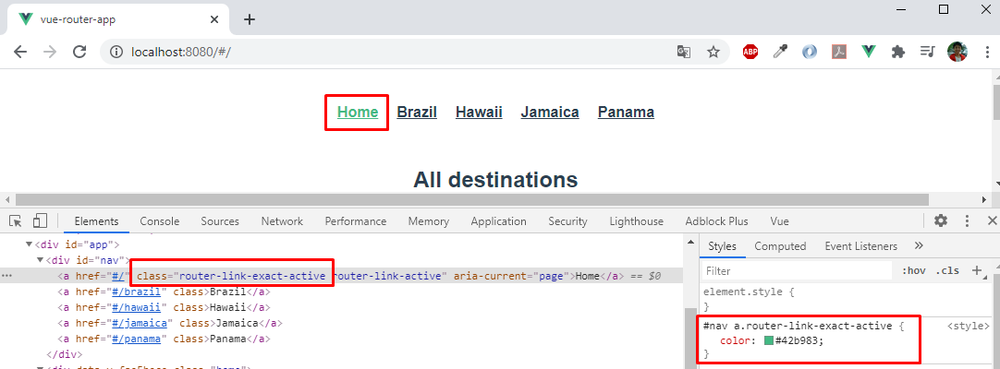 vue-router-app
localhost:8080/#/
ABP
Home Brazil Hawaii Jamaica Panama
All destinations
Elements Console Sources Network Performance Memory Application Security Lighthouse Adblock Plus Vue
<div id="app">
<div id="nav">
<a href="#/" class="router-link-exact-active router-link-active" aria-current="page">Home</a> == $0
<a href="#/brazil" class>Brazil</a>
<a href="#/hawaii" class>Hawaii</a>
<a href="#/jamaica" class>Jamaica</a>
<a href="#/panama" class>Panama</a>
</div>
Styles Computed Event Listeners »
Filter :hov .cls +
element.style {
}
#nav a.router-link-exact-active { <style>
color: #42b983;
}